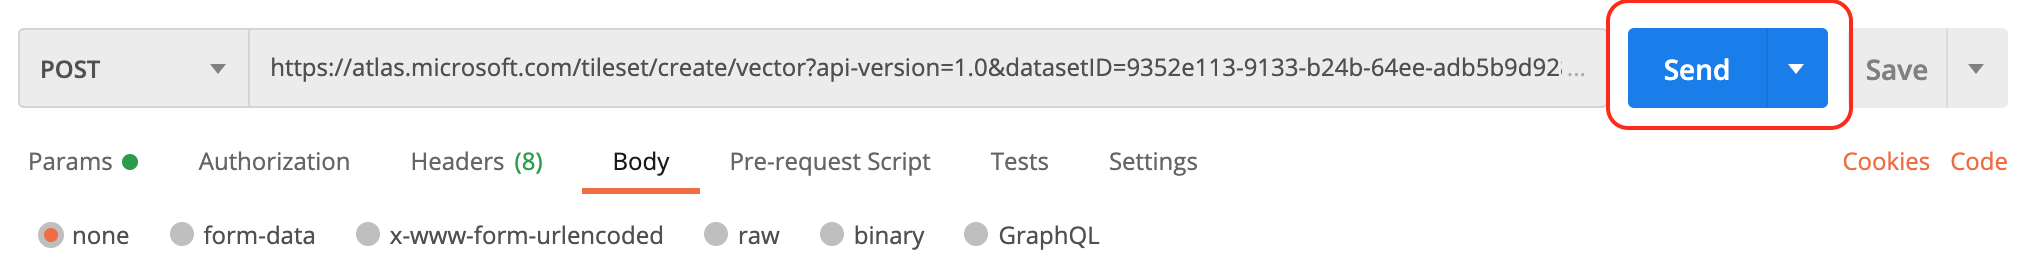 POST https://atlas.microsoft.com/tileset/create/vector?api-version=1.0&datasetID=9352e113-9133-b24b-64ee-adb5b9d92... Send Save
Params Authorization Headers (8) Body Pre-request Script Tests Settings Cookies Code
none form-data x-www-form-urlencoded raw binary GraphQL